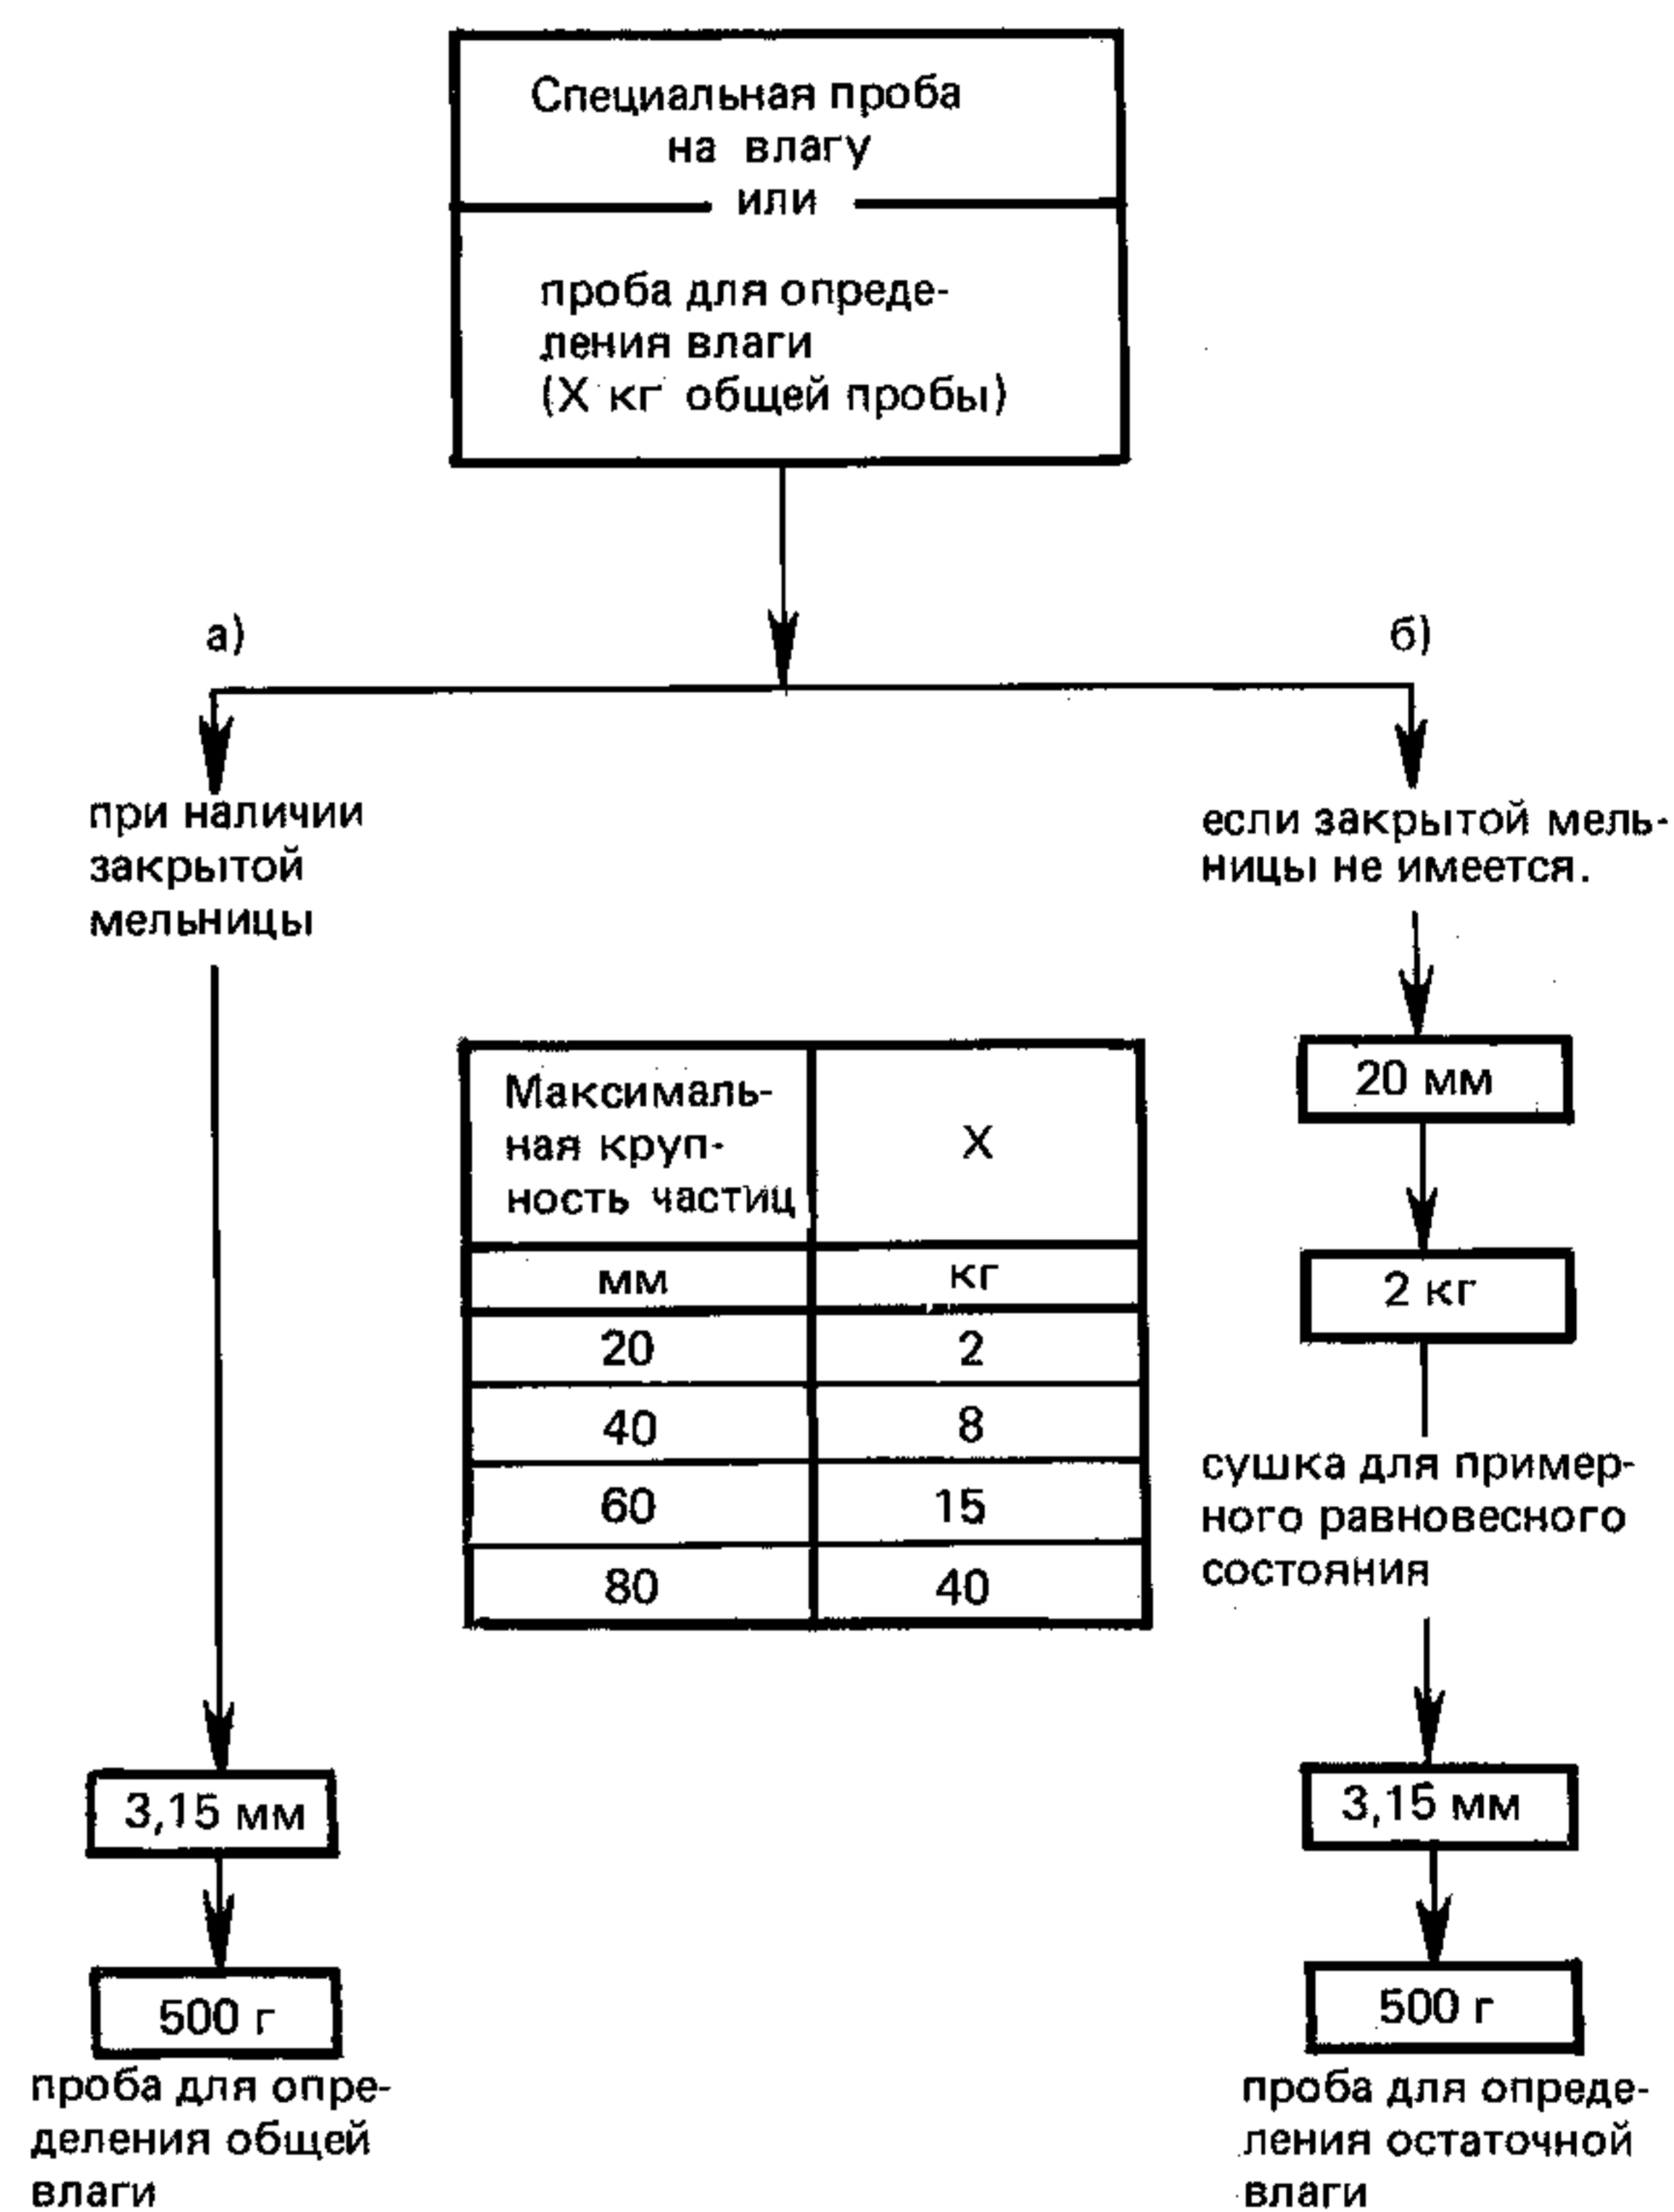 Специальная проба
на влагу
или
проба для опреде-
ления влаги
(X кг общей пробы)
а)
при наличии
закрытой
мельницы
3,15 мм
500 г
проба для опре-
деления общей
влаги
Максималь-
ная круп-
ность частиц
X
мм
кг
20
2
40
8
60
15
80
40
б)
если закрытой мель-
ницы не имеется.
20 мм
2 кг
сушка для пример-
ного равновесного
состояния
3,15 мм
500 г
проба для опреде-
ления остаточной
влаги